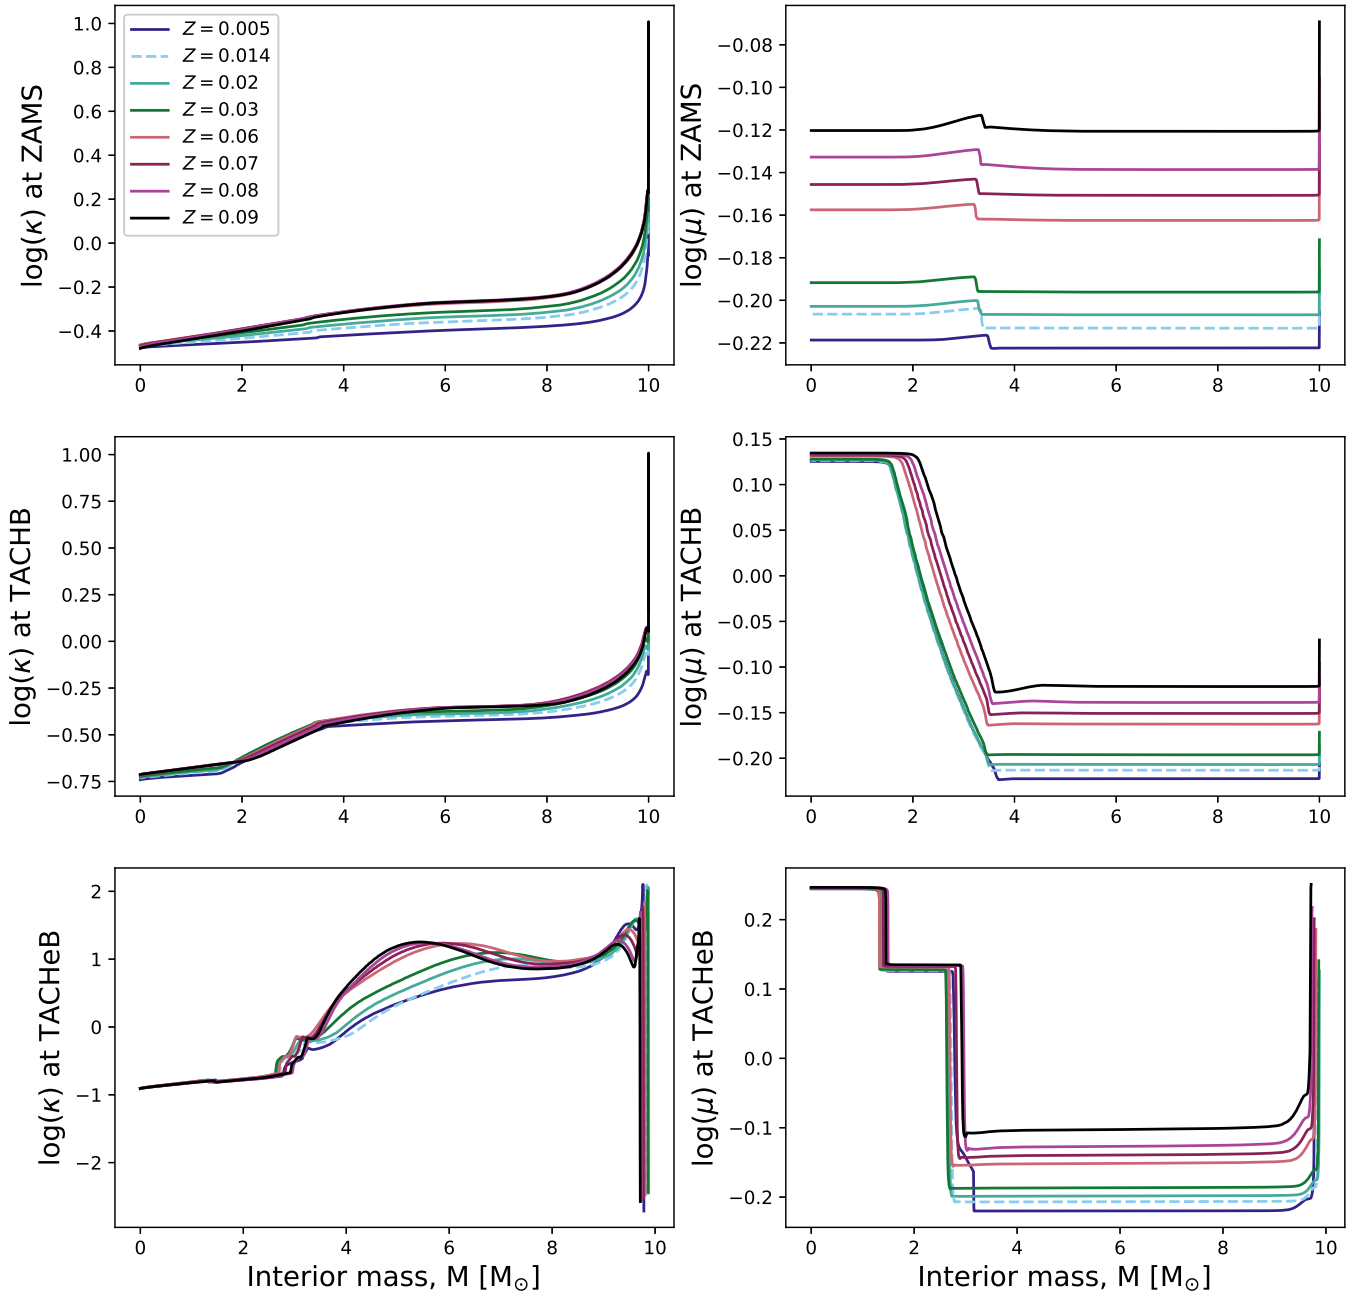 log(κ) at ZAMS
1.0
0.8
0.6
0.4
0.2
0.0
−0.2
−0.4
0 2 4 6 8 10
Z = 0.005
Z = 0.014
Z = 0.02
Z = 0.03
Z = 0.06
Z = 0.07
Z = 0.08
Z = 0.09
log(μ) at ZAMS
−0.08
−0.10
−0.12
−0.14
−0.16
−0.18
−0.20
−0.22
0 2 4 6 8 10
log(κ) at TACHB
1.00
0.75
0.50
0.25
0.00
−0.25
−0.50
−0.75
0 2 4 6 8 10
log(μ) at TACHB
0.15
0.10
0.05
0.00
−0.05
−0.10
−0.15
−0.20
0 2 4 6 8 10
log(κ) at TACHeB
2
1
0
−1
−2
0 2 4 6 8 10
Interior mass, M [M☉]
log(μ) at TACHeB
0.2
0.1
0.0
−0.1
−0.2
0 2 4 6 8 10
Interior mass, M [M☉]